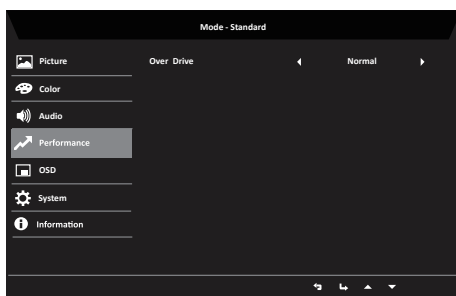 Mode - Standard
Picture
Over Drive Normal
Color
Audio
Performance
OSD
System
Information